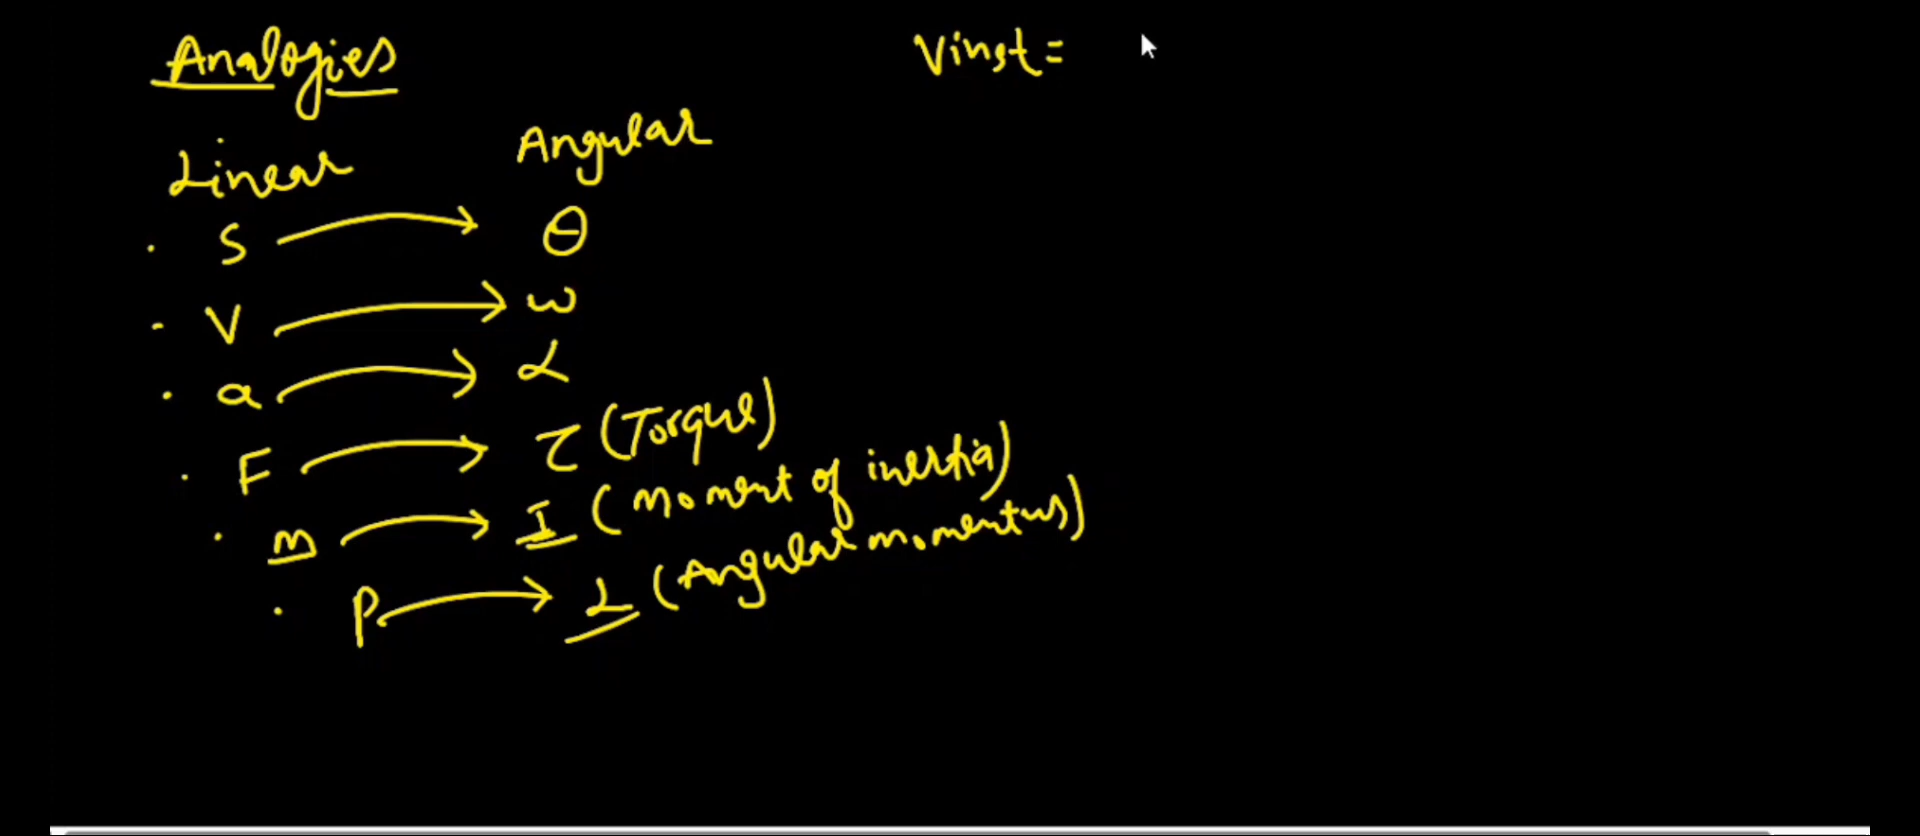 Analogies
Vinst =
Linear Angular
· S → θ
- V → ω
· a → α
· F → τ (Torque)
· m → I (moment of inertia)
· P → L (Angular momentum)